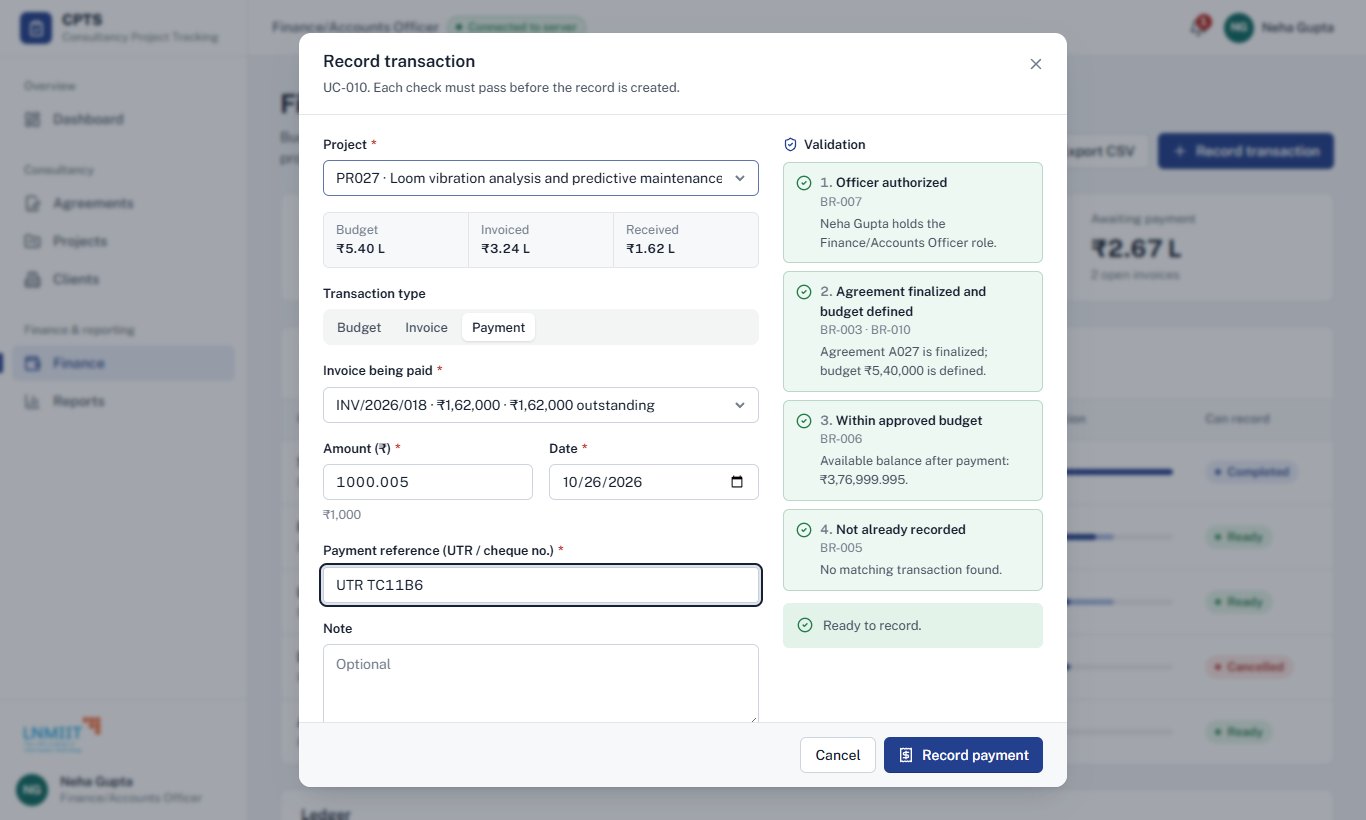 CPTS
Consultancy Project Tracking
Finance/Accounts Officer
Connected to server
NG
Neha Gupta
Overview
Dashboard
Consultancy
Agreements
Projects
Clients
Finance & reporting
Finance
Reports
LNMIIT
NG
Neha Gupta
Finance/Accounts Officer
Export CSV
Record transaction
Awaiting payment
₹2.67 L
2 open invoices
Can record
Completed
Ready
Ready
Cancelled
Ready
Ledger
Record transaction
UC-010. Each check must pass before the record is created.
Project *
PR027 · Loom vibration analysis and predictive maintenance
Budget
₹5.40 L
Invoiced
₹3.24 L
Received
₹1.62 L
Transaction type
Budget
Invoice
Payment
Invoice being paid *
INV/2026/018 · ₹1,62,000 · ₹1,62,000 outstanding
Amount (₹) *
Date *
1000.005
10/26/2026
₹1,000
Payment reference (UTR / cheque no.) *
UTR TC11B6
Note
Optional
Validation
1. Officer authorized
BR-007
Neha Gupta holds the
Finance/Accounts Officer role.
2. Agreement finalized and
budget defined
BR-003 · BR-010
Agreement A027 is finalized;
budget ₹5,40,000 is defined.
3. Within approved budget
BR-006
Available balance after payment:
₹3,76,999.995.
4. Not already recorded
BR-005
No matching transaction found.
Ready to record.
Cancel
Record payment